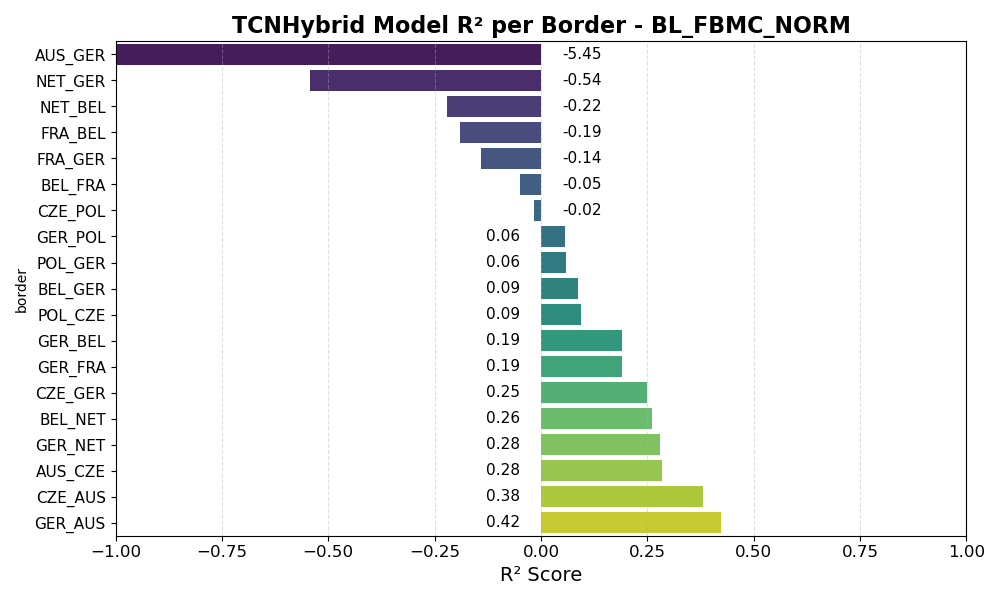 TCNHybrid Model R² per Border - BL_FBMC_NORM
border
AUS_GER -5.45
NET_GER -0.54
NET_BEL -0.22
FRA_BEL -0.19
FRA_GER -0.14
BEL_FRA -0.05
CZE_POL -0.02
GER_POL 0.06
POL_GER 0.06
BEL_GER 0.09
POL_CZE 0.09
GER_BEL 0.19
GER_FRA 0.19
CZE_GER 0.25
BEL_NET 0.26
GER_NET 0.28
AUS_CZE 0.28
CZE_AUS 0.38
GER_AUS 0.42
−1.00 −0.75 −0.50 −0.25 0.00 0.25 0.50 0.75 1.00
R² Score